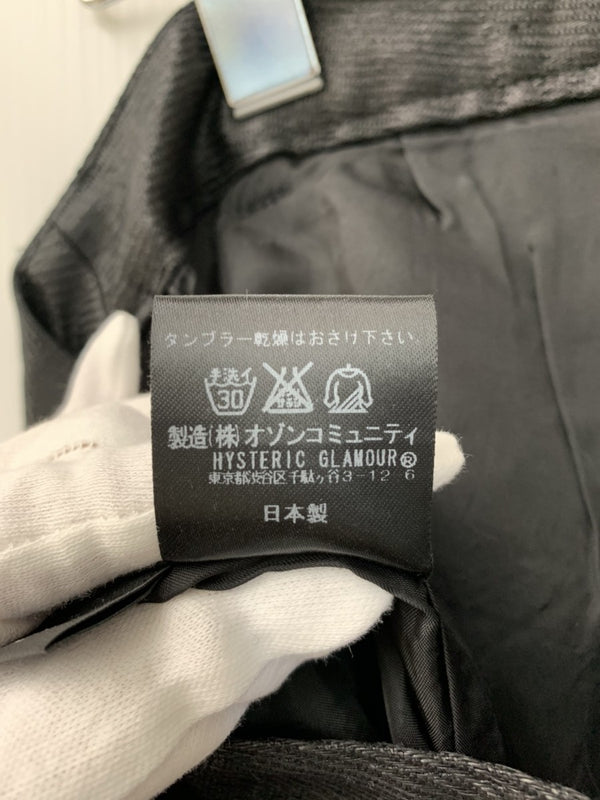 タンブラー乾燥はおさけ下さい。
手洗イ
30
製造(株)オゾンコミュニティ
HYSTERIC GLAMOUR®
東京都渋谷区千駄ヶ谷3-12 6
日本製